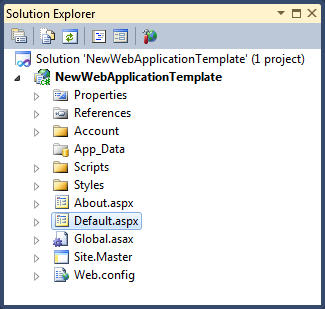 Solution Explorer
Solution 'NewWebApplicationTemplate' (1 project)
NewWebApplicationTemplate
Properties
References
Account
App_Data
Scripts
Styles
About.aspx
Default.aspx
Global.asax
Site.Master
Web.config